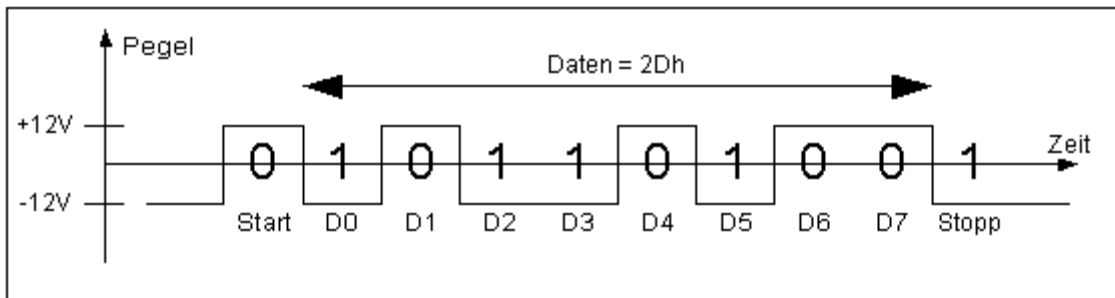 Pegel
Daten = 2Dh
+12V
Zeit
0 1 0 1 1 0 1 0 0 1
-12V
Start D0 D1 D2 D3 D4 D5 D6 D7 Stopp